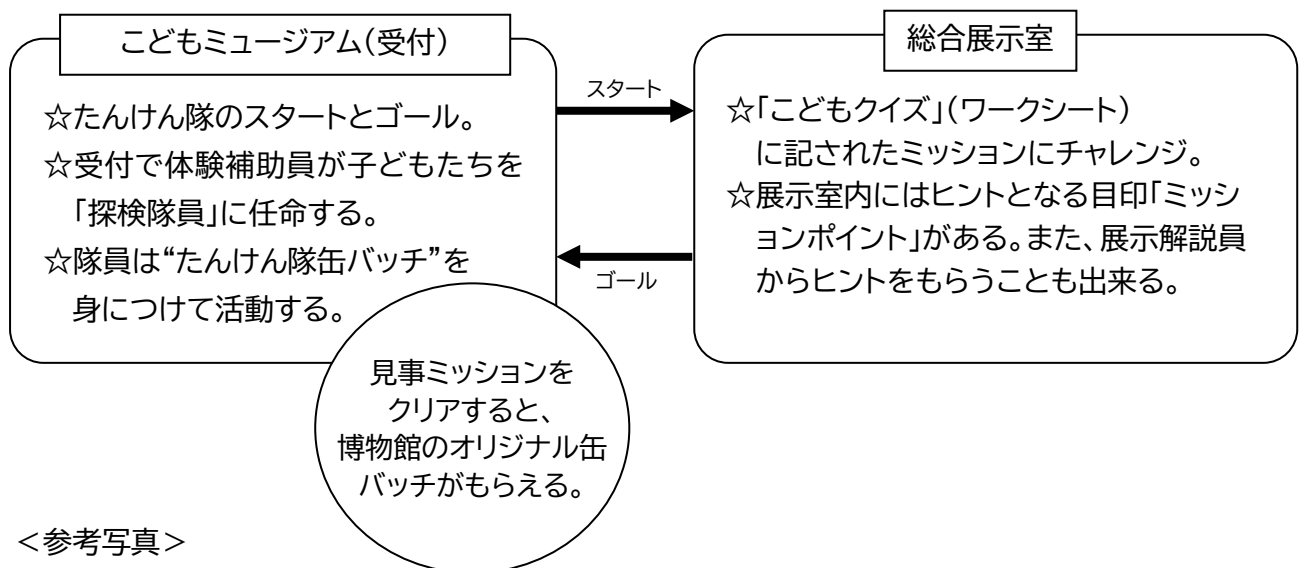 こどもミュージアム(受付)
☆たんけん隊のスタートとゴール。
☆受付で体験補助員が子どもたちを
「探検隊員」に任命する。
☆隊員は“たんけん隊缶バッチ”を
身につけて活動する。
見事ミッションを
クリアすると、
博物館のオリジナル缶
バッチがもらえる。
スタート
ゴール
総合展示室
☆「こどもクイズ」(ワークシート)
に記されたミッションにチャレンジ。
☆展示室内にはヒントとなる目印「ミッシ
ョンポイント」がある。また、展示解説員
からヒントをもらうことも出来る。
<参考写真>